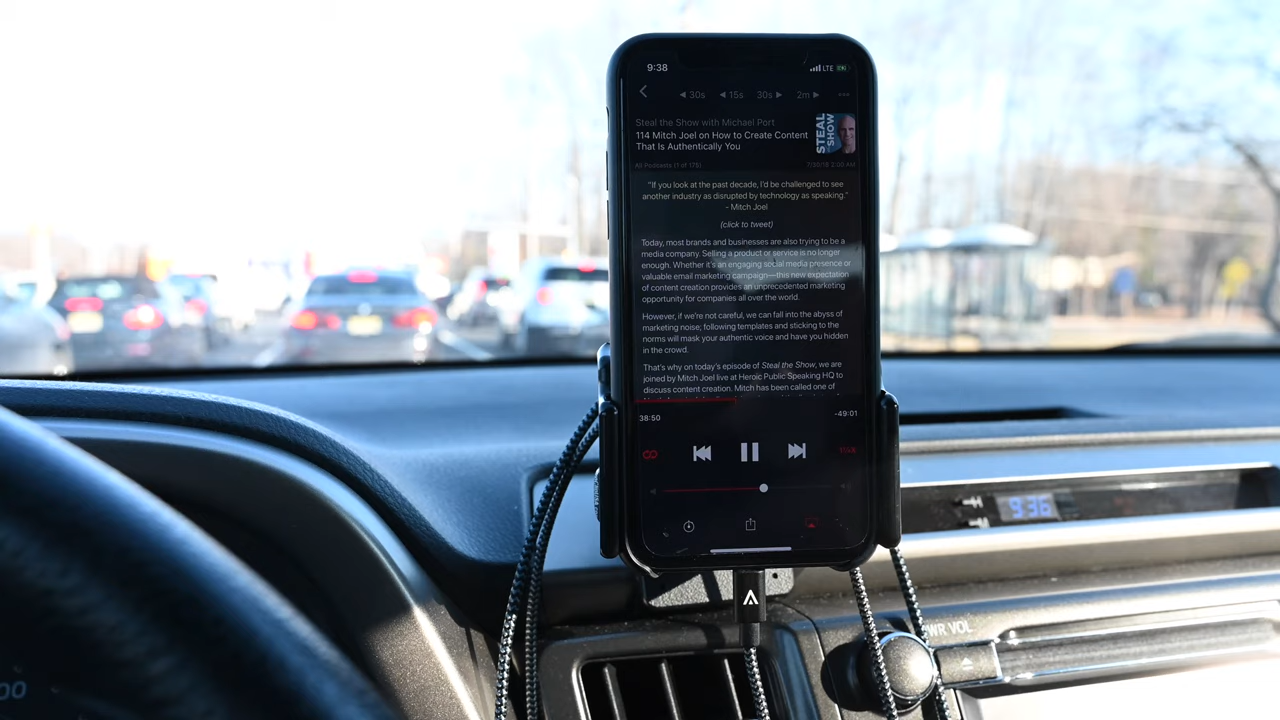 9:38
LTE
◀ 30s ◀ 15s 30s ▶ 2m ▶ •••
Steal the Show with Michael Port
114 Mitch Joel on How to Create Content
That Is Authentically You
STEAL
THE
SHOW
All Podcasts (1 of 175)
"If you look at the past decade, I'd be challenged to see
another industry as disrupted by technology as speaking."
- Mitch Joel
(click to tweet)
Today, most brands and businesses are also trying to be a
media company. Selling a product or service is no longer
enough. Whether it's an engaging social media presence or
valuable email marketing campaign—this new expectation
of content creation provides an unprecedented marketing
opportunity for companies all over the world.
However, if we're not careful, we can fall into the abyss of
marketing noise; following templates and sticking to the
norms will mask your authentic voice and have you hidden
in the crowd.
That's why on today's episode of Steal the Show, we are
joined by Mitch Joel live at Heroic Public Speaking HQ to
discuss content creation. Mitch has been called one of
38:50
-49:01
9:36
PWR VOL